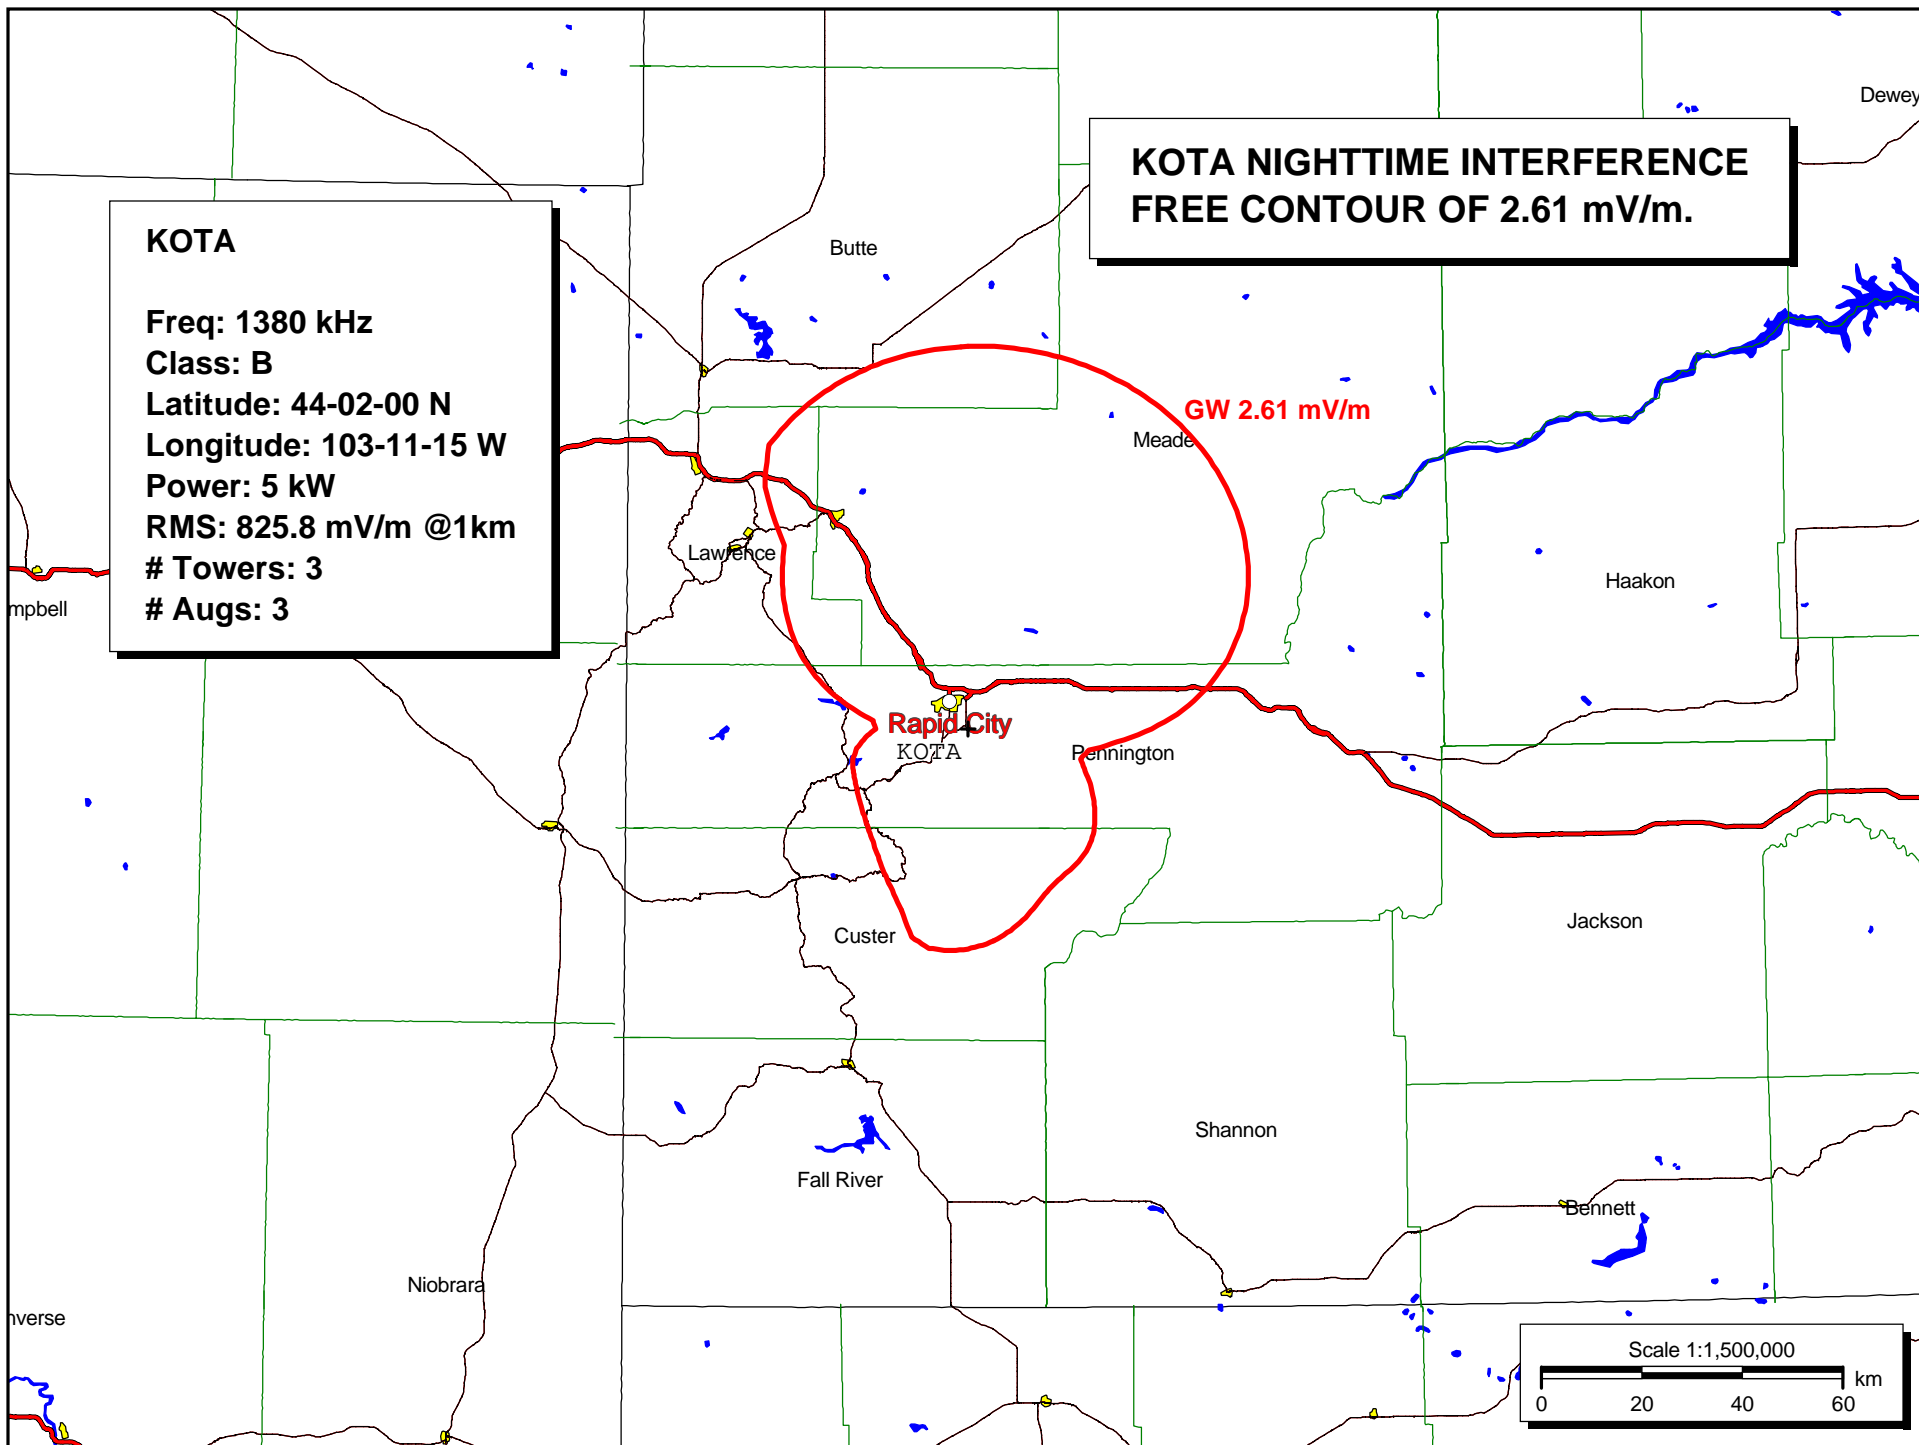 Dewey
KOTA NIGHTTIME INTERFERENCE
FREE CONTOUR OF 2.61 mV/m.
KOTA
Freq: 1380 kHz
Class: B
Latitude: 44-02-00 N
Longitude: 103-11-15 W
Power: 5 kW
RMS: 825.8 mV/m @1km
# Towers: 3
# Augs: 3
Butte
GW 2.61 mV/m
Meade
Lawrence
Haakon
mpbell
Rapid City
KOTA
Pennington
Custer
Jackson
Shannon
Fall River
Bennett
Niobrara
nverse
Scale 1:1,500,000
km
0 20 40 60